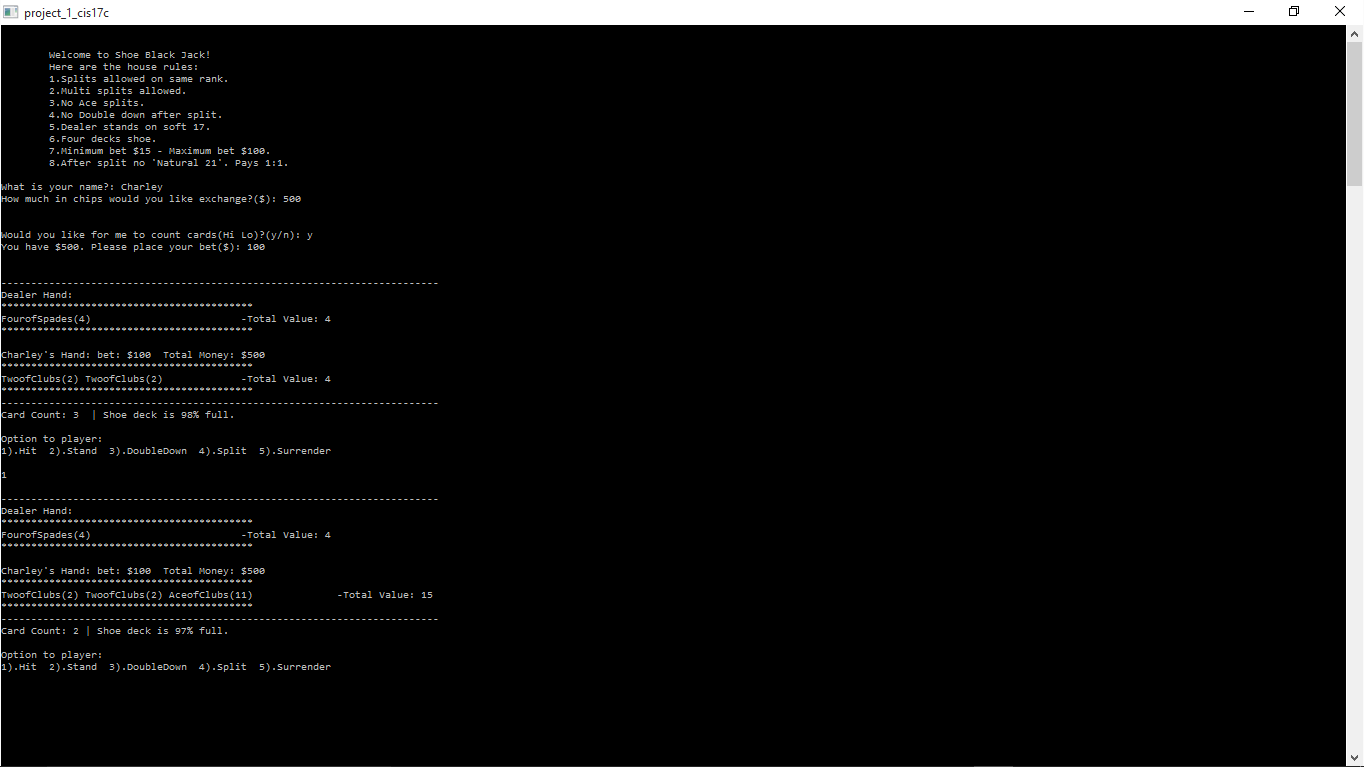 project_1_cis17c
Welcome to Shoe Black Jack!
Here are the house rules:
1.Splits allowed on same rank.
2.Multi splits allowed.
3.No Ace splits.
4.No Double down after split.
5.Dealer stands on soft 17.
6.Four decks shoe.
7.Minimum bet $15 - Maximum bet $100.
8.After split no 'Natural 21'. Pays 1:1.
What is your name?: Charley
How much in chips would you like exchange?($): 500
Would you like for me to count cards(Hi Lo)?(y/n): y
You have $500. Please place your bet($): 100
-------------------------------------------------------------------------
Dealer Hand:
******************************************
FourofSpades(4) -Total Value: 4
******************************************
Charley's Hand: bet: $100 Total Money: $500
******************************************
TwoofClubs(2) TwoofClubs(2) -Total Value: 4
******************************************
-------------------------------------------------------------------------
Card Count: 3 | Shoe deck is 98% full.
Option to player:
1).Hit 2).Stand 3).DoubleDown 4).Split 5).Surrender
1
-------------------------------------------------------------------------
Dealer Hand:
******************************************
FourofSpades(4) -Total Value: 4
******************************************
Charley's Hand: bet: $100 Total Money: $500
******************************************
TwoofClubs(2) TwoofClubs(2) AceofClubs(11) -Total Value: 15
******************************************
-------------------------------------------------------------------------
Card Count: 2 | Shoe deck is 97% full.
Option to player:
1).Hit 2).Stand 3).DoubleDown 4).Split 5).Surrender